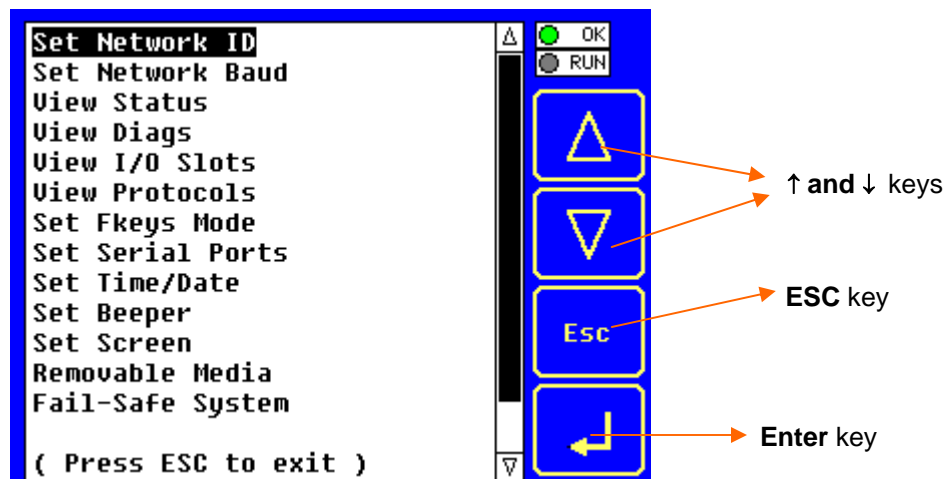 Set Network ID
Set Network Baud
View Status
View Diags
View I/O Slots
View Protocols
Set Fkeys Mode
Set Serial Ports
Set Time/Date
Set Beeper
Set Screen
Removable Media
Fail-Safe System
( Press ESC to exit )
OK
RUN
Esc
↑ and ↓ keys
ESC key
Enter key